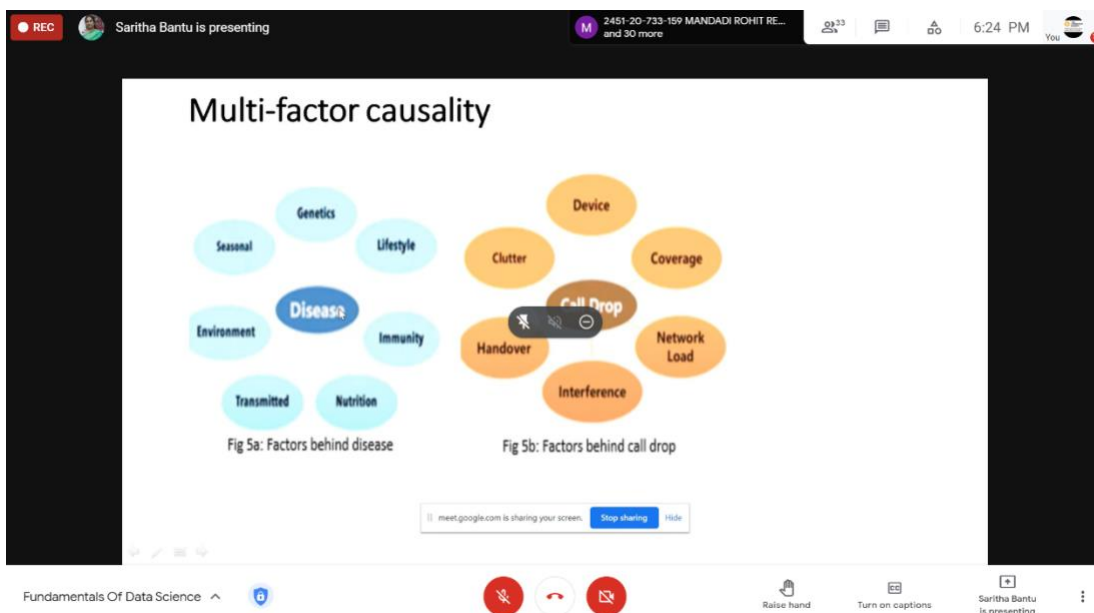 REC
Saritha Bantu is presenting
M
2451-20-733-159 MANDADI ROHIT RE...
and 30 more
33
6:24 PM
You
Multi-factor causality
Genetics
Seasonal
Lifestyle
Disease
Environment
Immunity
Transmitted
Nutrition
Fig 5a: Factors behind disease
Device
Clutter
Coverage
Call Drop
Handover
Network
Load
Interference
Fig 5b: Factors behind call drop
meet.google.com is sharing your screen.
Stop sharing
Hide
Fundamentals Of Data Science
Raise hand
CC
Turn on captions
Saritha Bantu
is presenting